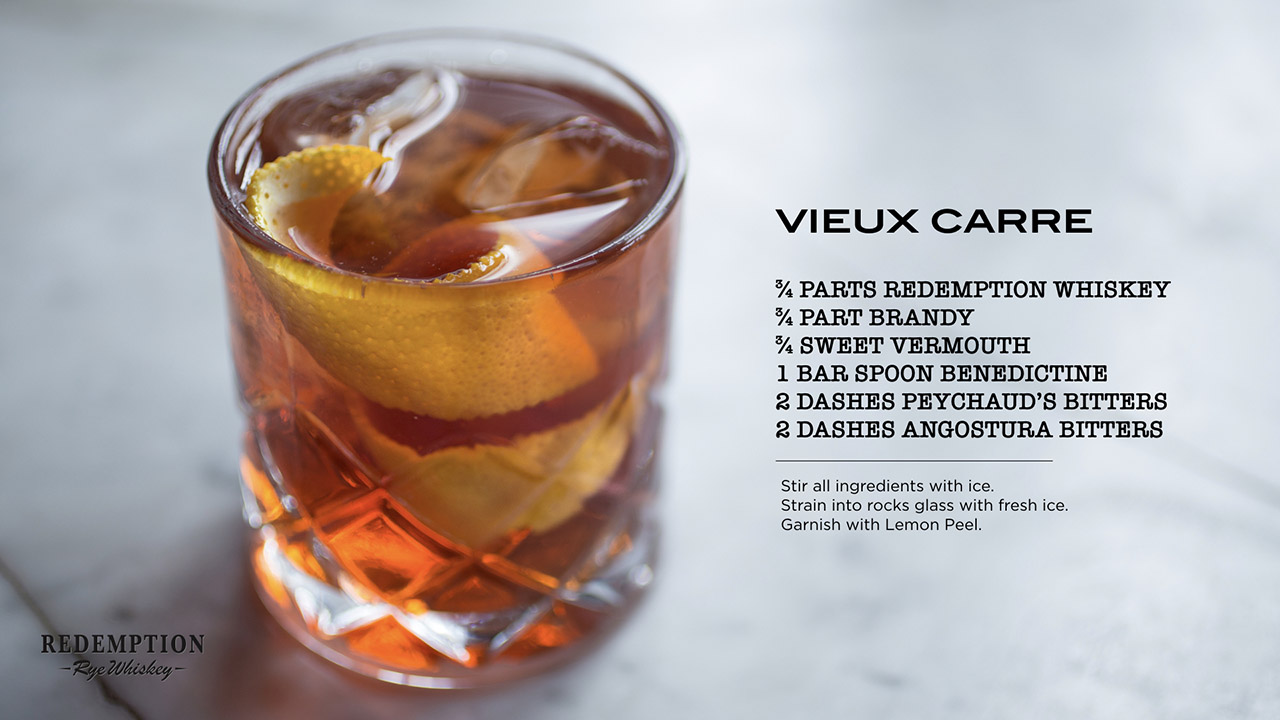 VIEUX CARRE
¾ PARTS REDEMPTION WHISKEY
¾ PART BRANDY
¾ SWEET VERMOUTH
1 BAR SPOON BENEDICTINE
2 DASHES PEYCHAUD'S BITTERS
2 DASHES ANGOSTURA BITTERS
Stir all ingredients with ice.
Strain into rocks glass with fresh ice.
Garnish with Lemon Peel.
REDEMPTION
Rye Whiskey